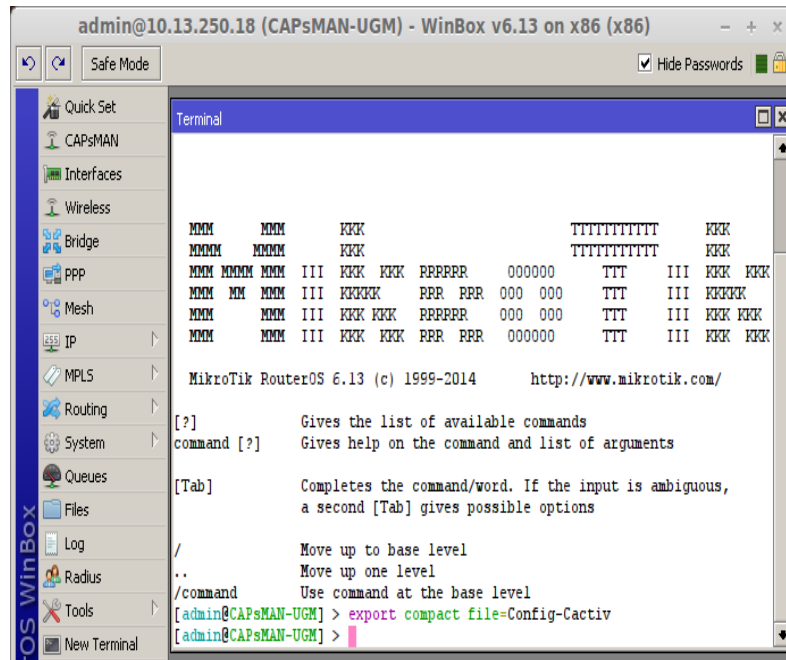 admin@10.13.250.18 (CAPsMAN-UGM) - WinBox v6.13 on x86 (x86)
Safe Mode
Hide Passwords
Quick Set
CAPsMAN
Interfaces
Wireless
Bridge
PPP
Mesh
IP
MPLS
Routing
System
Queues
Files
Log
Radius
Tools
New Terminal
OS WinBox
Terminal
MMM      MMM       KKK                          TTTTTTTTTTT      KKK
MMMM    MMMM       KKK                          TTTTTTTTTTT      KKK
MMM MMMM MMM  III  KKK  KKK  RRRRRR     OOOOOO      TTT     III  KKK  KKK
MMM  MM  MMM  III  KKKKK     RRR  RRR  OOO  OOO     TTT     III  KKKKK
MMM      MMM  III  KKK KKK   RRRRRR    OOO  OOO     TTT     III  KKK KKK
MMM      MMM  III  KKK  KKK  RRR  RRR   OOOOOO      TTT     III  KKK  KKK
MikroTik RouterOS 6.13 (c) 1999-2014       http://www.mikrotik.com/
[?]             Gives the list of available commands
command [?]     Gives help on the command and list of arguments
[Tab]           Completes the command/word. If the input is ambiguous,
a second [Tab] gives possible options
/               Move up to base level
..              Move up one level
/command        Use command at the base level
[admin@CAPsMAN-UGM] > export compact file=Config-Cactiv
[admin@CAPsMAN-UGM] >